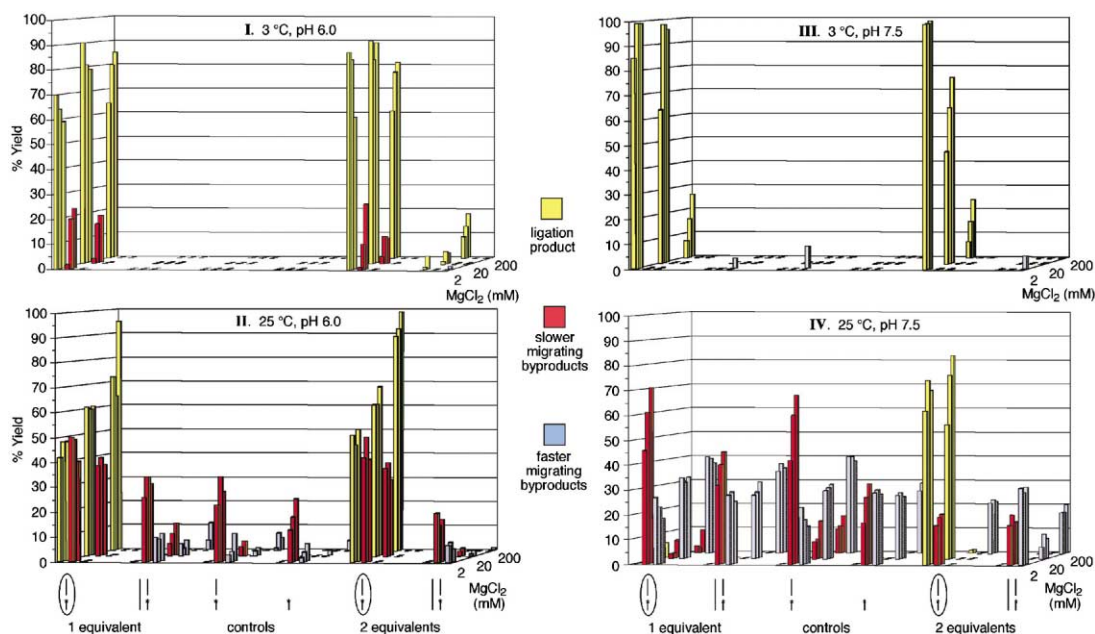 I. 3 °C, pH 6.0
100
90
80
70
60
50
40
30
20
10
0
% Yield
2
20
200
MgCl2 (mM)
III. 3 °C, pH 7.5
100
90
80
70
60
50
40
30
20
10
0
2
20
200
MgCl2 (mM)
ligation
product
slower
migrating
byproducts
faster
migrating
byproducts
II. 25 °C, pH 6.0
100
90
80
70
60
50
40
30
20
10
0
% Yield
2
20
200
MgCl2
(mM)
1 equivalent
controls
2 equivalents
IV. 25 °C, pH 7.5
100
90
80
70
60
50
40
30
20
10
0
2
20
200
MgCl2
(mM)
1 equivalent
controls
2 equivalents